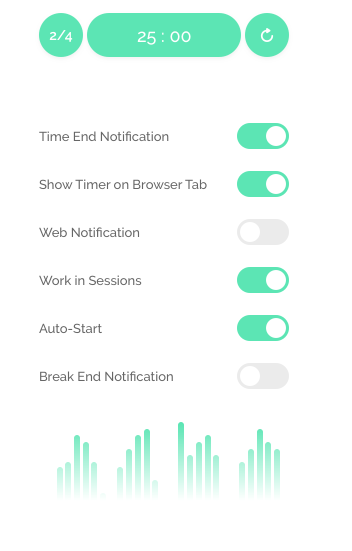 2/4
25 : 00
Time End Notification
Show Timer on Browser Tab
Web Notification
Work in Sessions
Auto-Start
Break End Notification